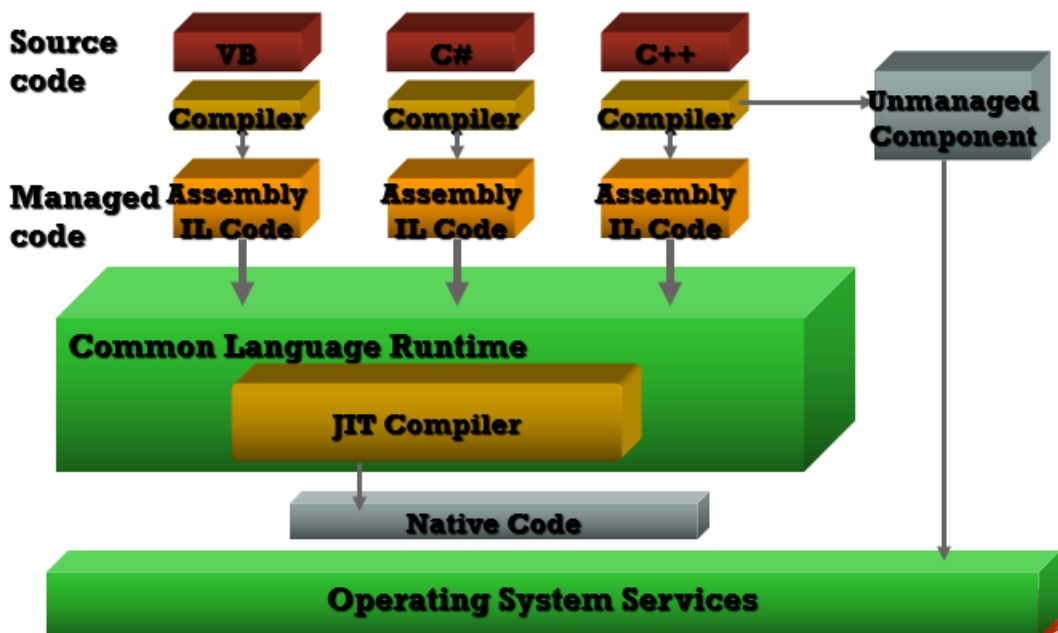 Source
code
VB
C#
C++
Compiler
Compiler
Compiler
Unmanaged
Component
Managed
code
Assembly
IL Code
Assembly
IL Code
Assembly
IL Code
Common Language Runtime
JIT Compiler
Native Code
Operating System Services